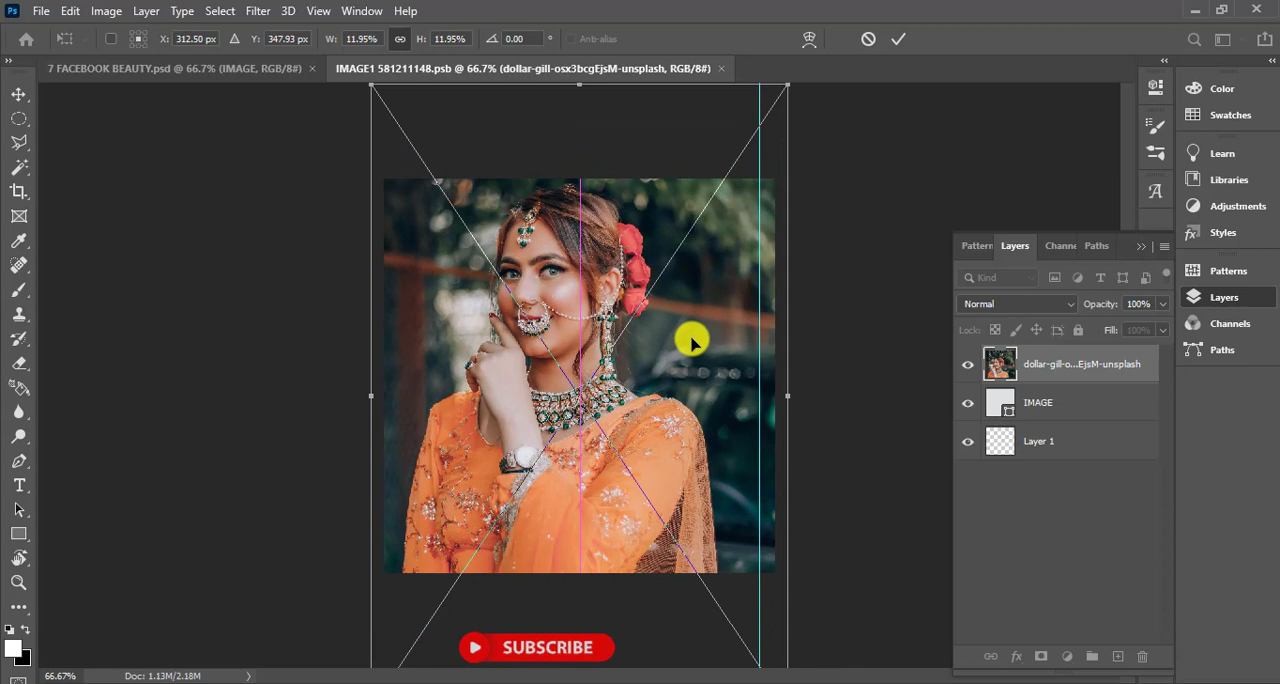 Ps File Edit Image Layer Type Select Filter 3D View Window Help
X: 312.50 px Y: 347.93 px W: 11.95% H: 11.95% 0.00 ° Anti-alias
7 FACEBOOK BEAUTY.psd @ 66.7% (IMAGE, RGB/8#) × IMAGE1 581211148.psb @ 66.7% (dollar-gill-osx3bcgEjsM-unsplash, RGB/8#) ×
Color
Swatches
Learn
Libraries
Adjustments
Styles
Patterns
Layers
Channels
Paths
Pattern Layers Channe Paths
Kind
Normal Opacity: 100%
Lock: Fill: 100%
dollar-gill-o...EjsM-unsplash
IMAGE
Layer 1
SUBSCRIBE
66.67% Doc: 1.13M/2.18M